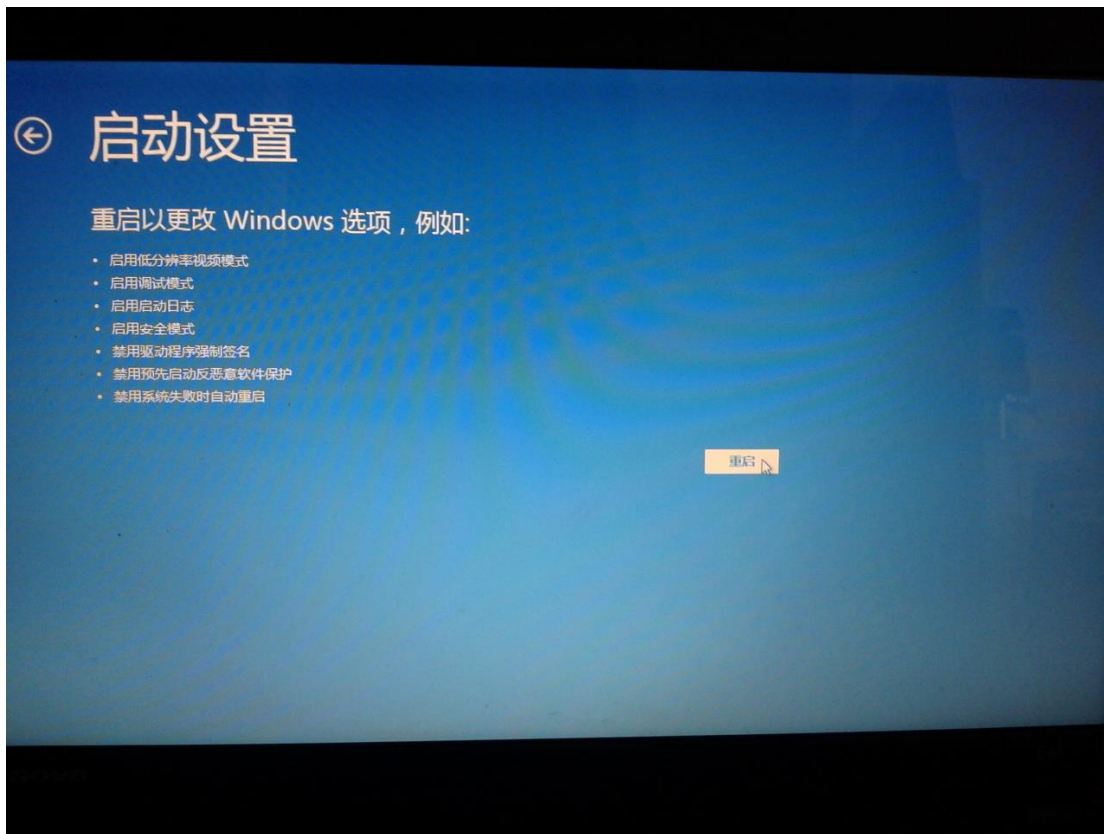 启动设置
重启以更改 Windows 选项，例如:
• 启用低分辨率视频模式
• 启用调试模式
• 启用启动日志
• 启用安全模式
• 禁用驱动程序强制签名
• 禁用预先启动反恶意软件保护
• 禁用系统失败时自动重启
重启